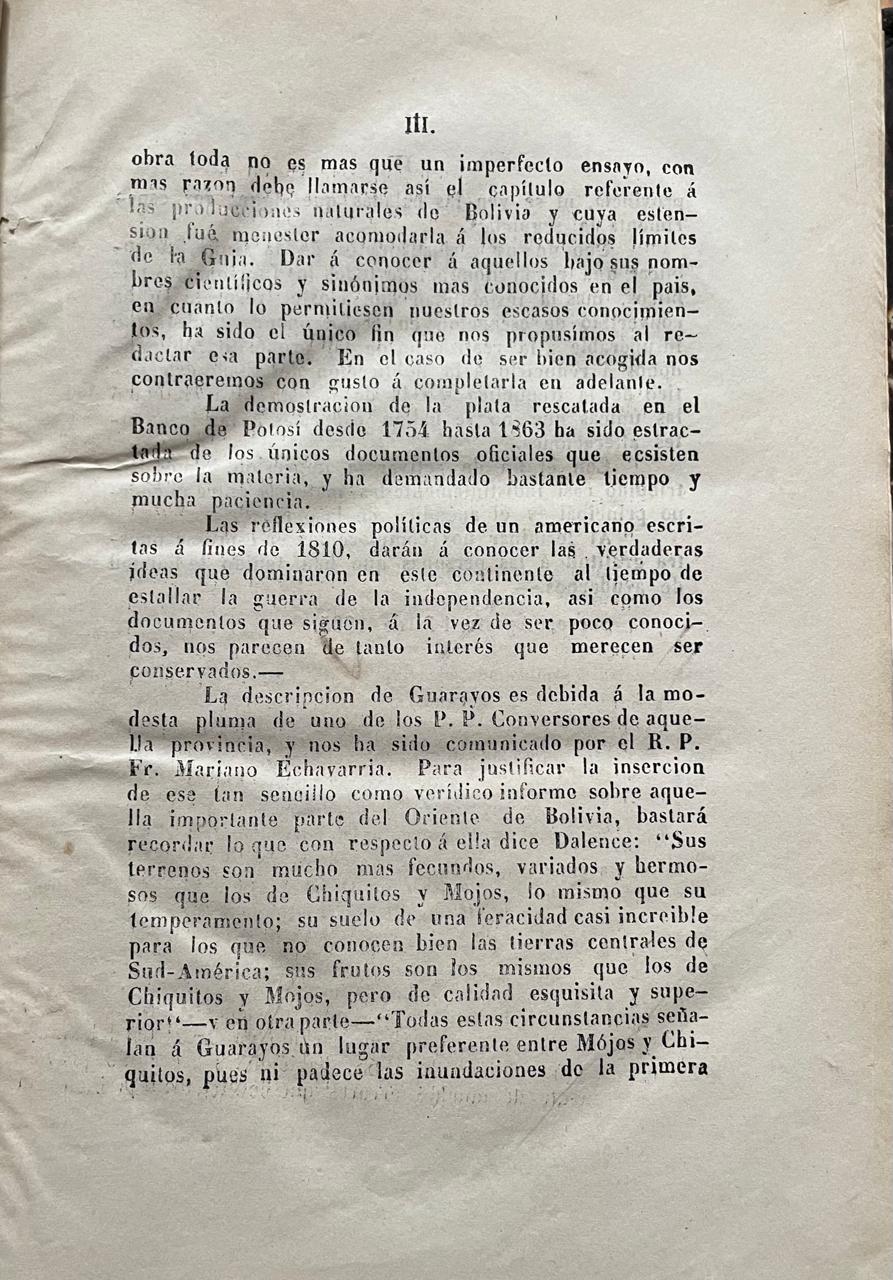 III.
obra toda no es mas que un imperfecto ensayo, con
mas razon debe llamarse así el capítulo referente á
las producciones naturales de Bolivia y cuya esten-
sion fué menester acomodarla á los reducidos límites
de la Guia. Dar á conocer á aquellos bajo sus nom-
bres científicos y sinónimos mas conocidos en el pais,
en cuanto lo permitiesen nuestros escasos conocimien-
tos, ha sido el único fin que nos propusímos al re-
dactar esa parte. En el caso de ser bien acogida nos
contraeremos con gusto á completarla en adelante.
La demostracion de la plata rescatada en el
Banco de Potosí desde 1754 hasta 1863 ha sido estrac-
tada de los únicos documentos oficiales que ecsisten
sobre la materia, y ha demandado bastante tiempo y
mucha paciencia.
Las reflexiones políticas de un americano escri-
tas á fines de 1810, darán á conocer las verdaderas
ideas que dominaron en este continente al tiempo de
estallar la guerra de la independencia, asi como los
documentos que siguen, á la vez de ser poco conoci-
dos, nos parecen de tanto interés que merecen ser
conservados.—
La descripcion de Guarayos es debida á la mo-
desta pluma de uno de los P. P. Conversores de aque-
lla provincia, y nos ha sido comunicado por el R. P.
Fr. Mariano Echavarria. Para justificar la insercion
de ese tan sencillo como verídico informe sobre aque-
lla importante parte del Oriente de Bolivia, bastará
recordar lo que con respecto á ella dice Dalence: “Sus
terrenos son mucho mas fecundos, variados y hermo-
sos que los de Chiquitos y Mojos, lo mismo que su
temperamento; su suelo de una feracidad casi increible
para los que no conocen bien las tierras centrales de
Sud-América; sus frutos son los mismos que los de
Chiquitos y Mojos, pero de calidad esquisita y supe-
rior!“—y en otra parte—“Todas estas circunstancias seña-
lan á Guarayos un lugar preferente entre Mójos y Chi-
quitos, pues ni padece las inundaciones de la primera